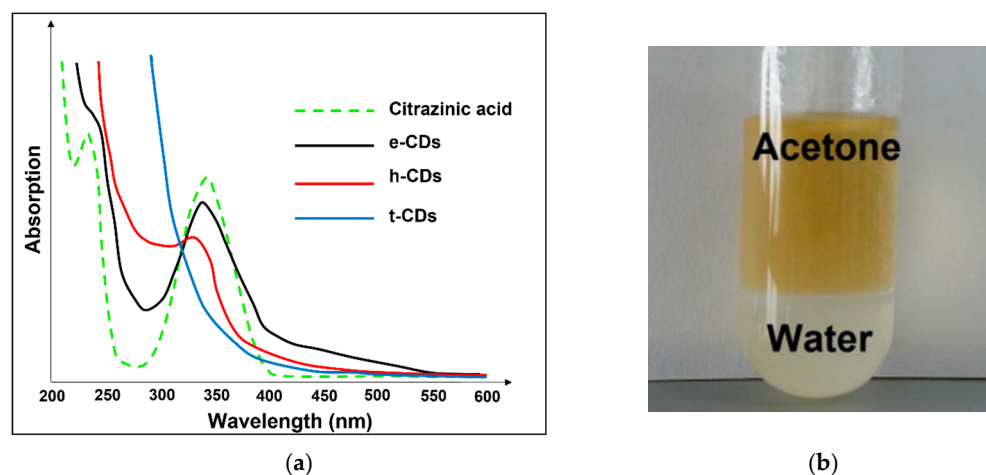 Absorption
Citrazinic acid
e-CDs
h-CDs
t-CDs
200 250 300 350 400 450 500 550 600
Wavelength (nm)
(a)
Acetone
Water
(b)